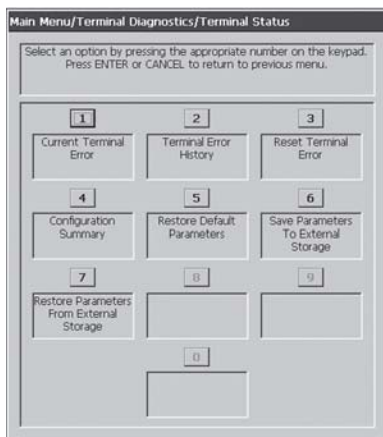 Main Menu/Terminal Diagnostics/Terminal Status
Select an option by pressing the appropriate
number on the keypad.
Press ENTER or CANCEL to return to
previous menu.
1 2 3
Current Terminal
Error
Terminal Error
History
Reset Terminal
Error
4 5 6
Configuration
Summary
Restore Default
Parameters
Save Parameters
To External
Storage
7 8 9
Restore Parameters
From External
Storage
0